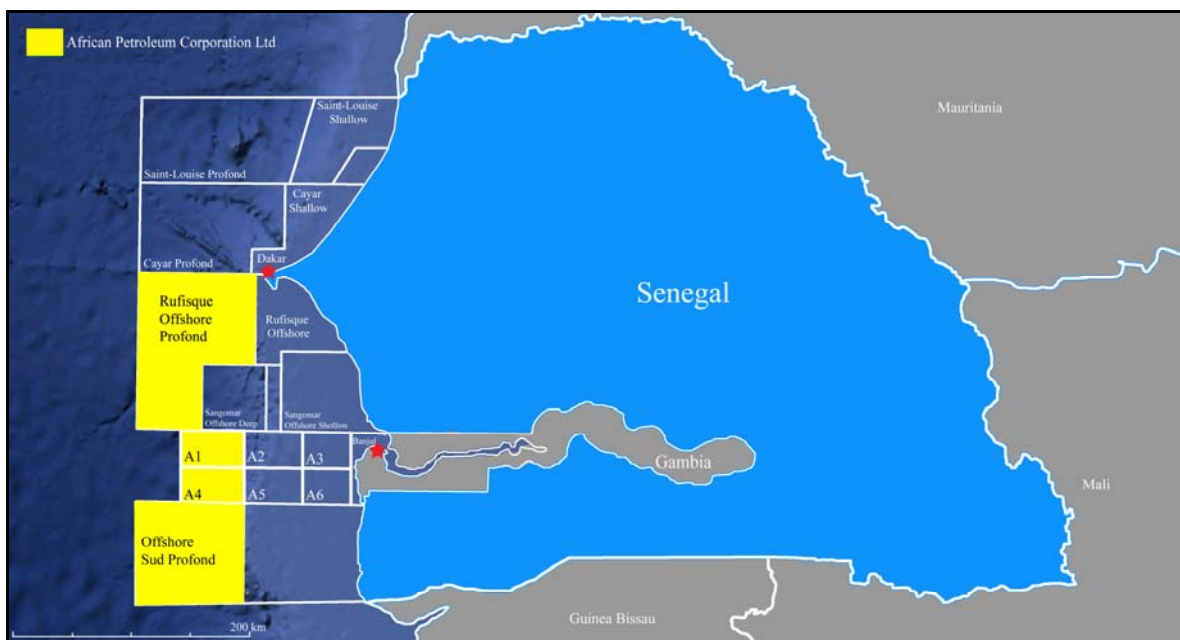 African Petroleum Corporation Ltd
Mauritania
Saint-Louise
Shallow
Saint-Louise Profond
Cayar
Shallow
Dakar
Cayar Profond
Rufisque
Offshore
Profond
Rufisque
Offshore
Senegal
Sangomar
Offshore Deep
Sangomar
Offshore Shollow
Banjul
A1
A2
A3
Gambia
Mali
A4
A5
A6
Offshore
Sud Profond
Guinea Bissau
200 km